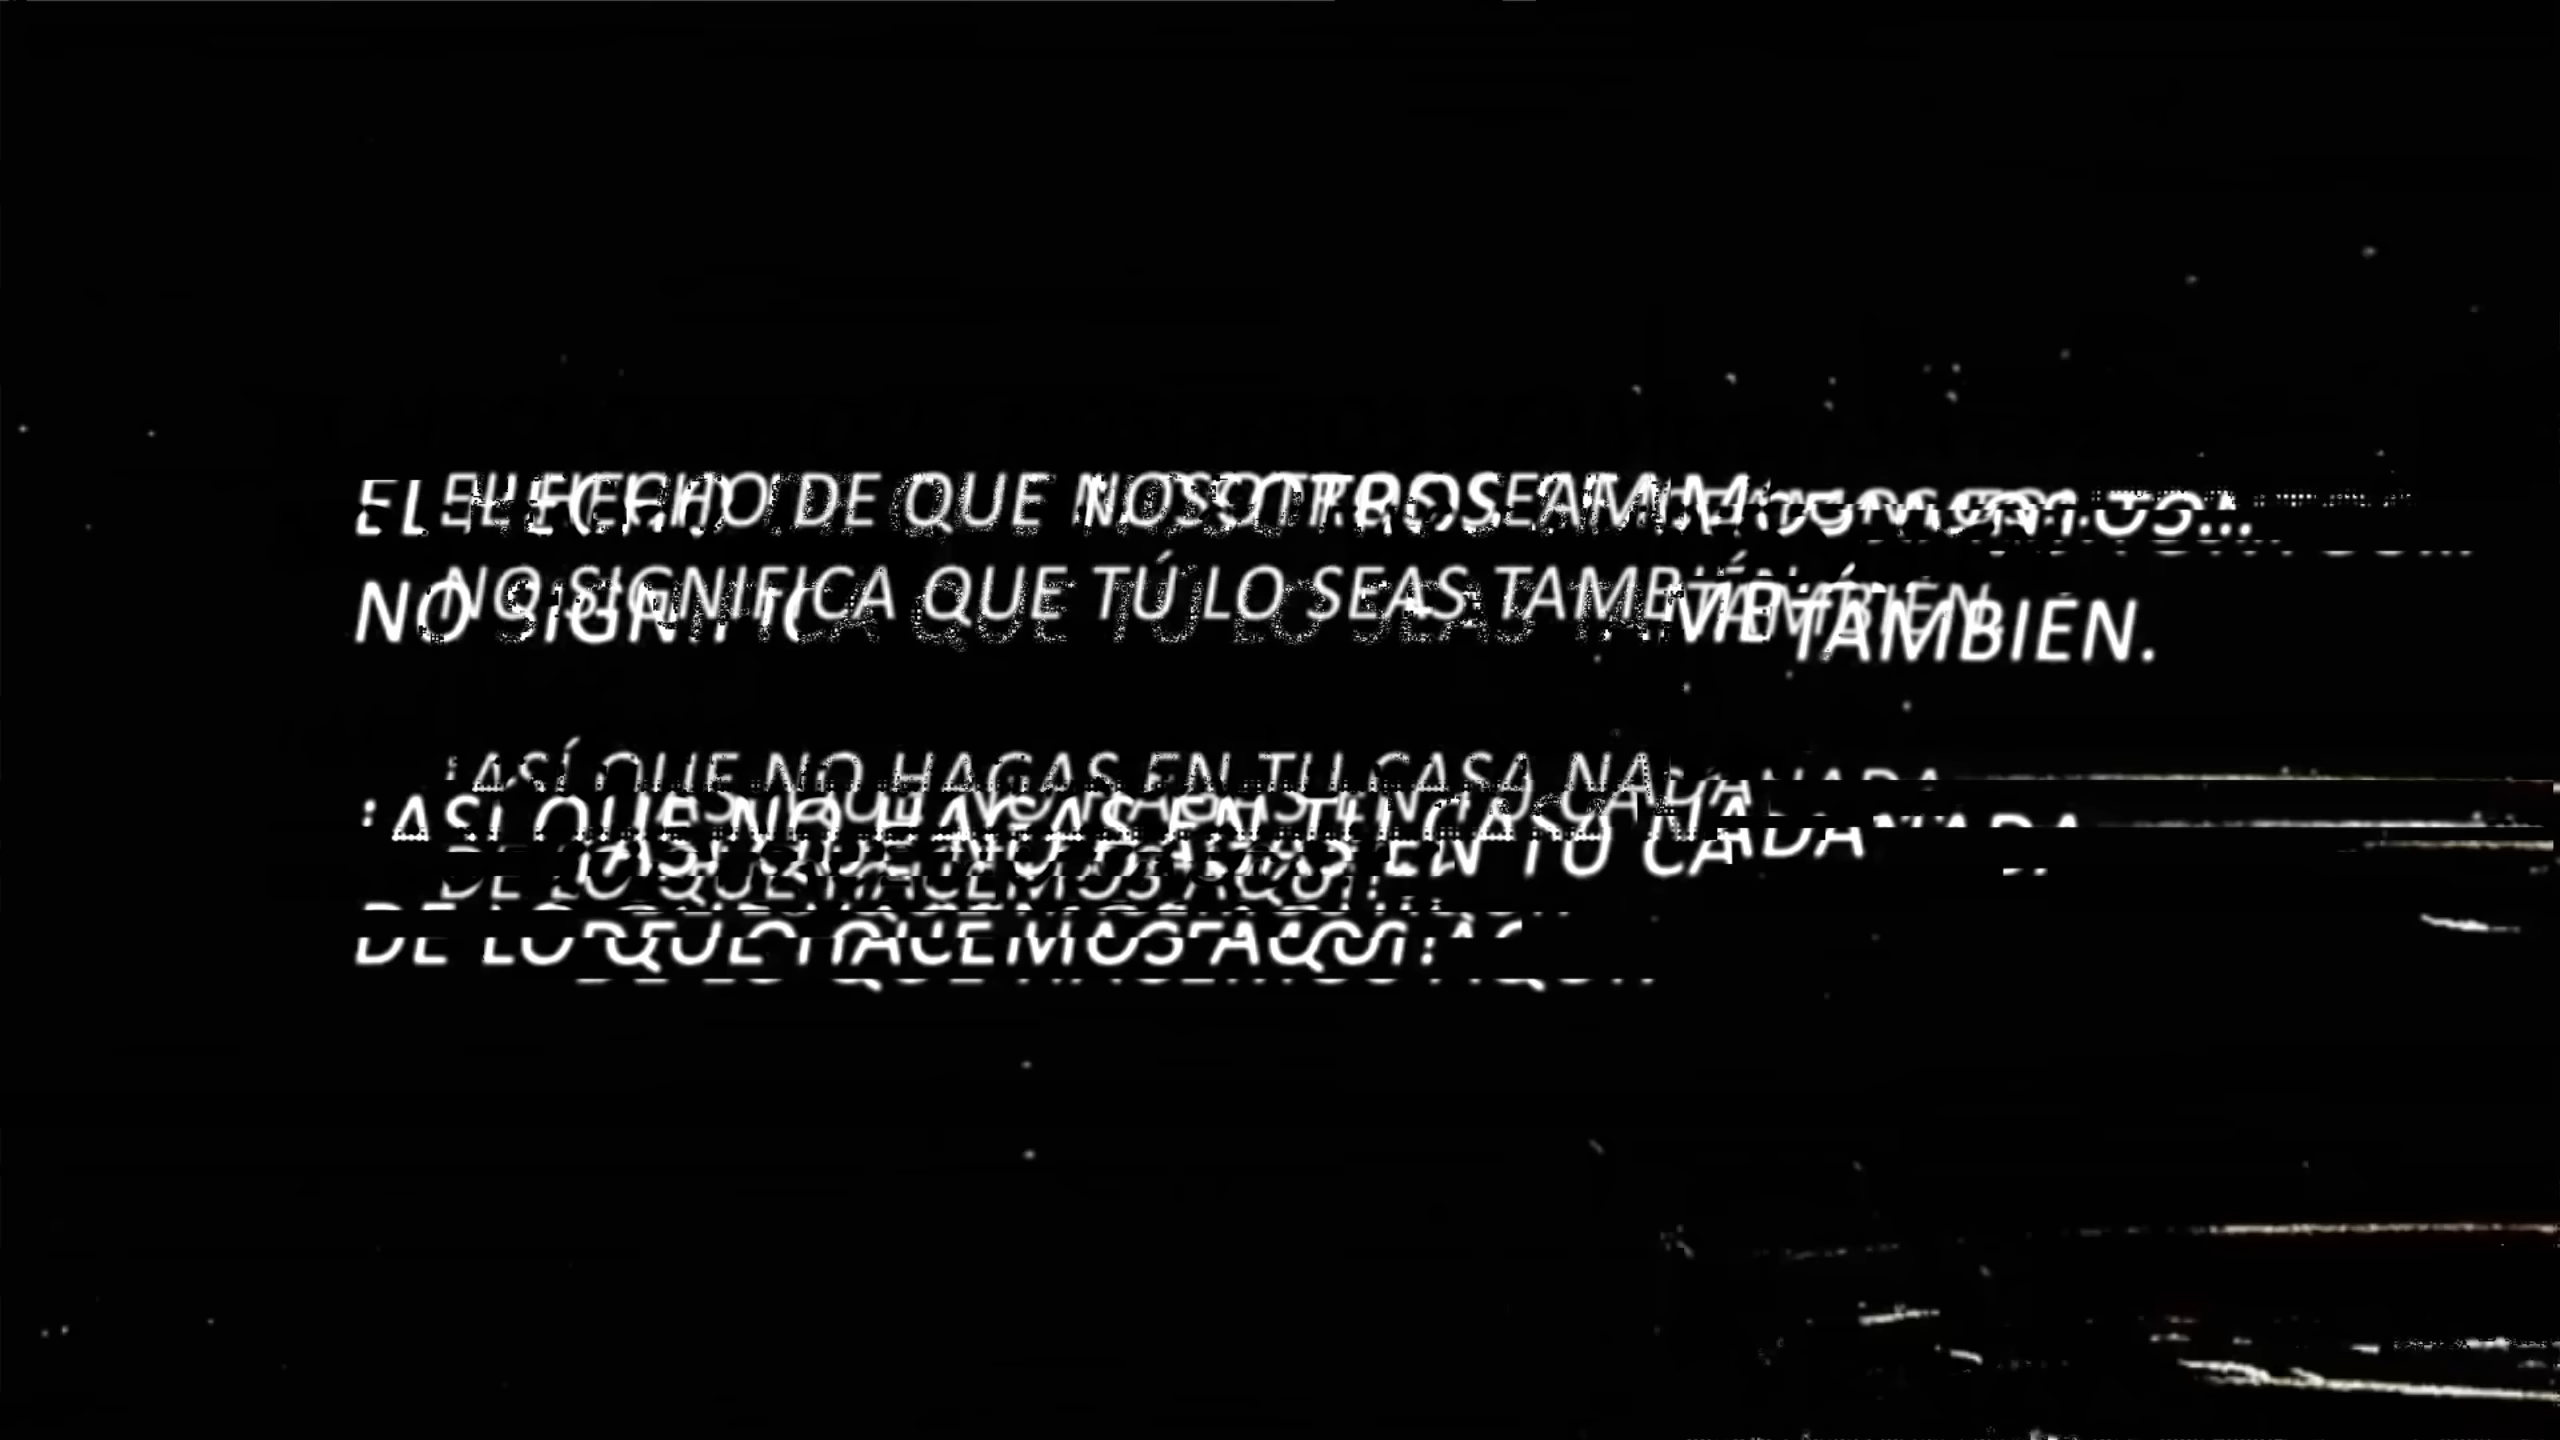 EL HECHO DE QUE NOSOTROS SEAMOS
NO SIGNIFICA QUE TÚ LO SEAS TAMBIÉN.
¡ASÍ QUE NO HAGAS EN TU CASA NADA
DE LO QUE HACEMOS AQUÍ!